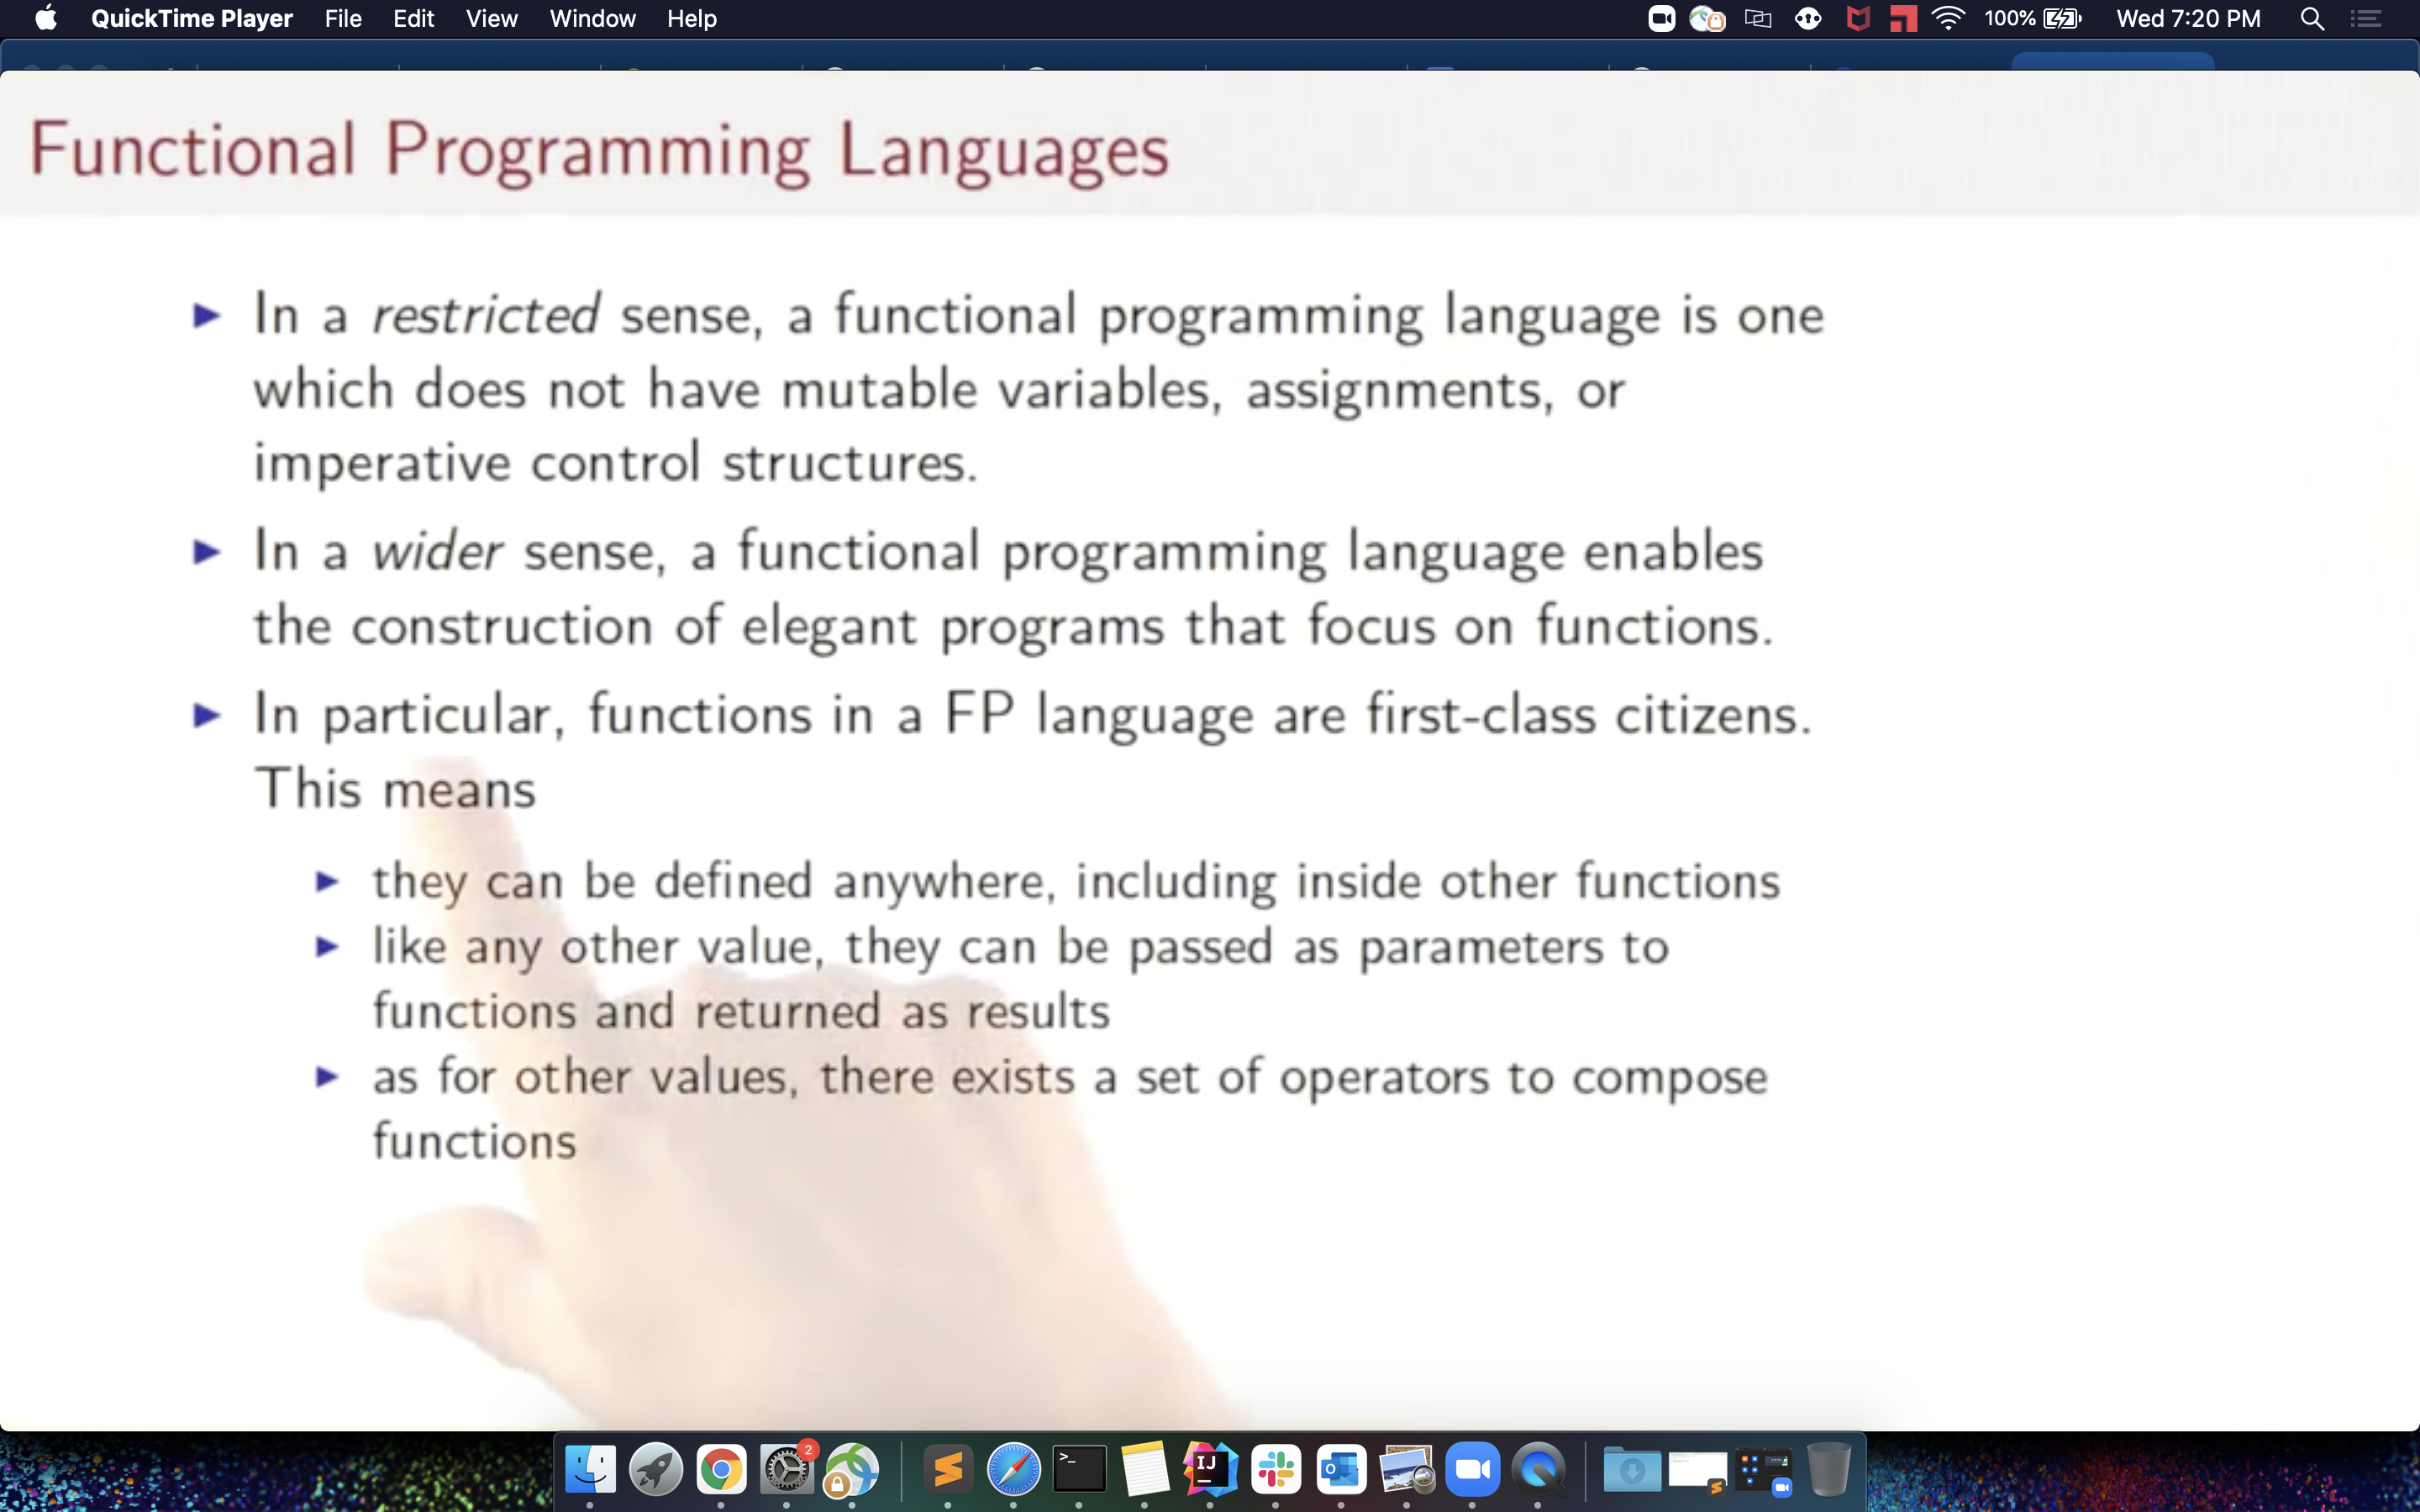 QuickTime Player File Edit View Window Help 100% Wed 7:20 PM
Functional Programming Languages
In a restricted sense, a functional programming language is one
which does not have mutable variables, assignments, or
imperative control structures.
In a wider sense, a functional programming language enables
the construction of elegant programs that focus on functions.
In particular, functions in a FP language are first-class citizens.
This means
they can be defined anywhere, including inside other functions
like any other value, they can be passed as parameters to
functions and returned as results
as for other values, there exists a set of operators to compose
functions
2
>_
IJ